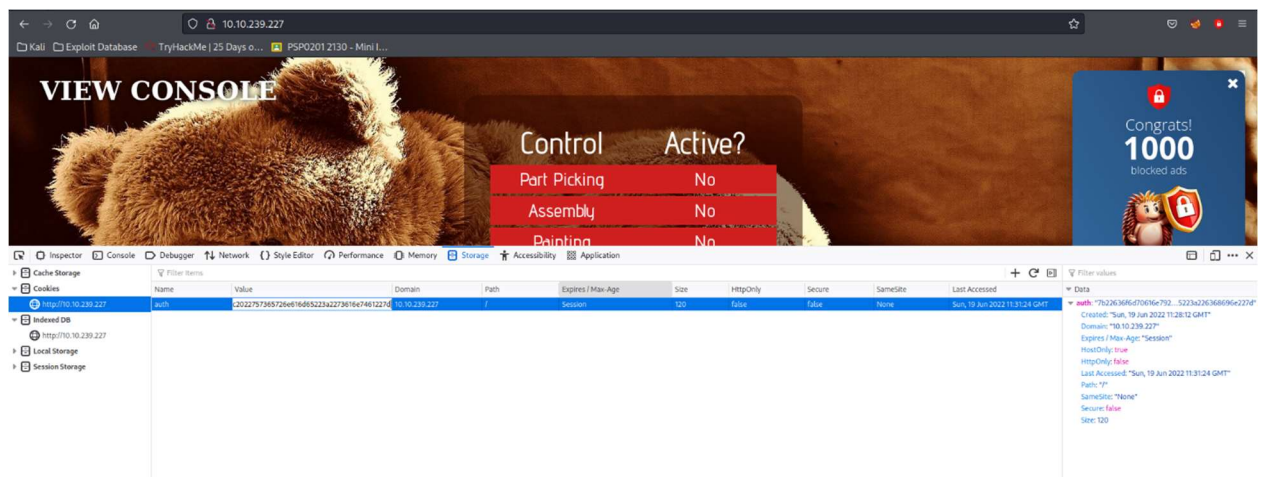 10.10.239.227
Kali Exploit Database TryHackMe | 25 Days o... PSP0201 2130 - Mini I...
VIEW CONSOLE
Congrats!
1000
blocked ads
Control Active?
Part Picking No
Assembly No
Painting No
Inspector Console Debugger Network {} Style Editor Performance Memory Storage Accessibility Application
Cache Storage
Cookies
http://10.10.239.227
Indexed DB
http://10.10.239.227
Local Storage
Session Storage
Filter Items
Name Value Domain Path Expires / Max-Age Size HttpOnly Secure SameSite Last Accessed
auth c2022757365726e616d65223a2273616e7461227d 10.10.239.227 / Session 120 false false None Sun, 19 Jun 2022 11:31:24 GMT
Filter values
Data
auth: "7b22636f6d70616e792...5223a226368696e227d"
Created: "Sun, 19 Jun 2022 11:28:12 GMT"
Domain: "10.10.239.227"
Expires / Max-Age: "Session"
HostOnly: true
HttpOnly: false
Last Accessed: "Sun, 19 Jun 2022 11:31:24 GMT"
Path: "/"
SameSite: "None"
Secure: false
Size: 120